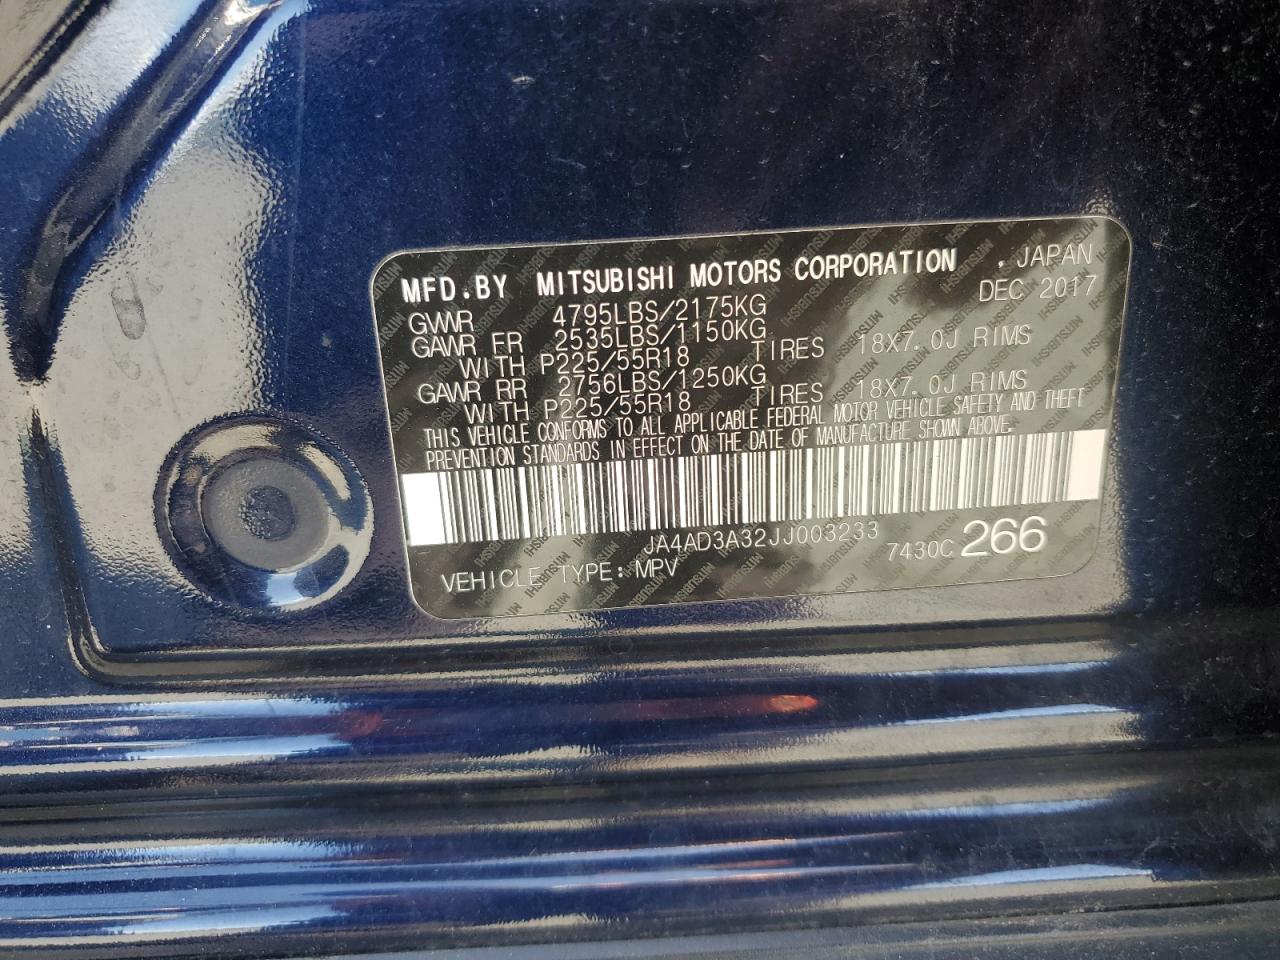 MFD.BY MITSUBISHI MOTORS CORPORATION , JAPAN
GVWR 4795LBS/2175KG DEC 2017
GAWR FR 2535LBS/1150KG
WITH P225/55R18 TIRES 18X7.0J RIMS
GAWR RR 2756LBS/1250KG
WITH P225/55R18 TIRES 18X7.0J RIMS
THIS VEHICLE CONFORMS TO ALL APPLICABLE FEDERAL MOTOR VEHICLE SAFETY AND THEFT
PREVENTION STANDARDS IN EFFECT ON THE DATE OF MANUFACTURE SHOWN ABOVE.
JA4AD3A32JJ003233
VEHICLE TYPE:MPV 7430C 266